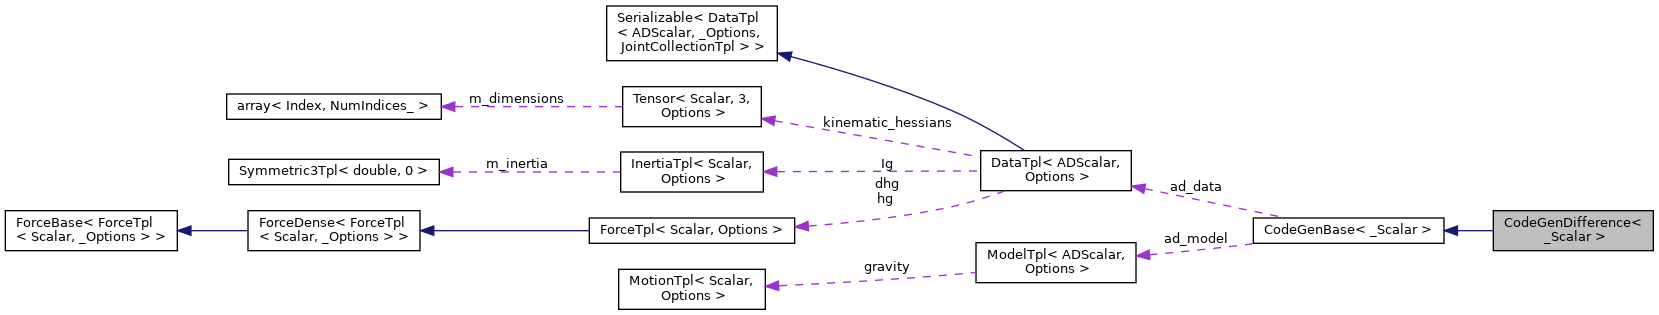 Serializable< DataTpl
< ADScalar, _Options,
JointCollectionTpl > >
array< Index, NumIndices_ >
m_dimensions
Tensor< Scalar, 3,
Options >
kinematic_hessians
Symmetric3Tpl< double, 0 >
m_inertia
InertiaTpl< Scalar,
Options >
Ig
DataTpl< ADScalar,
Options >
dhg
hg
ad_data
ForceBase< ForceTpl
< Scalar, _Options > >
ForceDense< ForceTpl
< Scalar, _Options > >
ForceTpl< Scalar, Options >
CodeGenBase< _Scalar >
CodeGenDifference<
_Scalar >
ad_model
ModelTpl< ADScalar,
Options >
gravity
MotionTpl< Scalar,
Options >